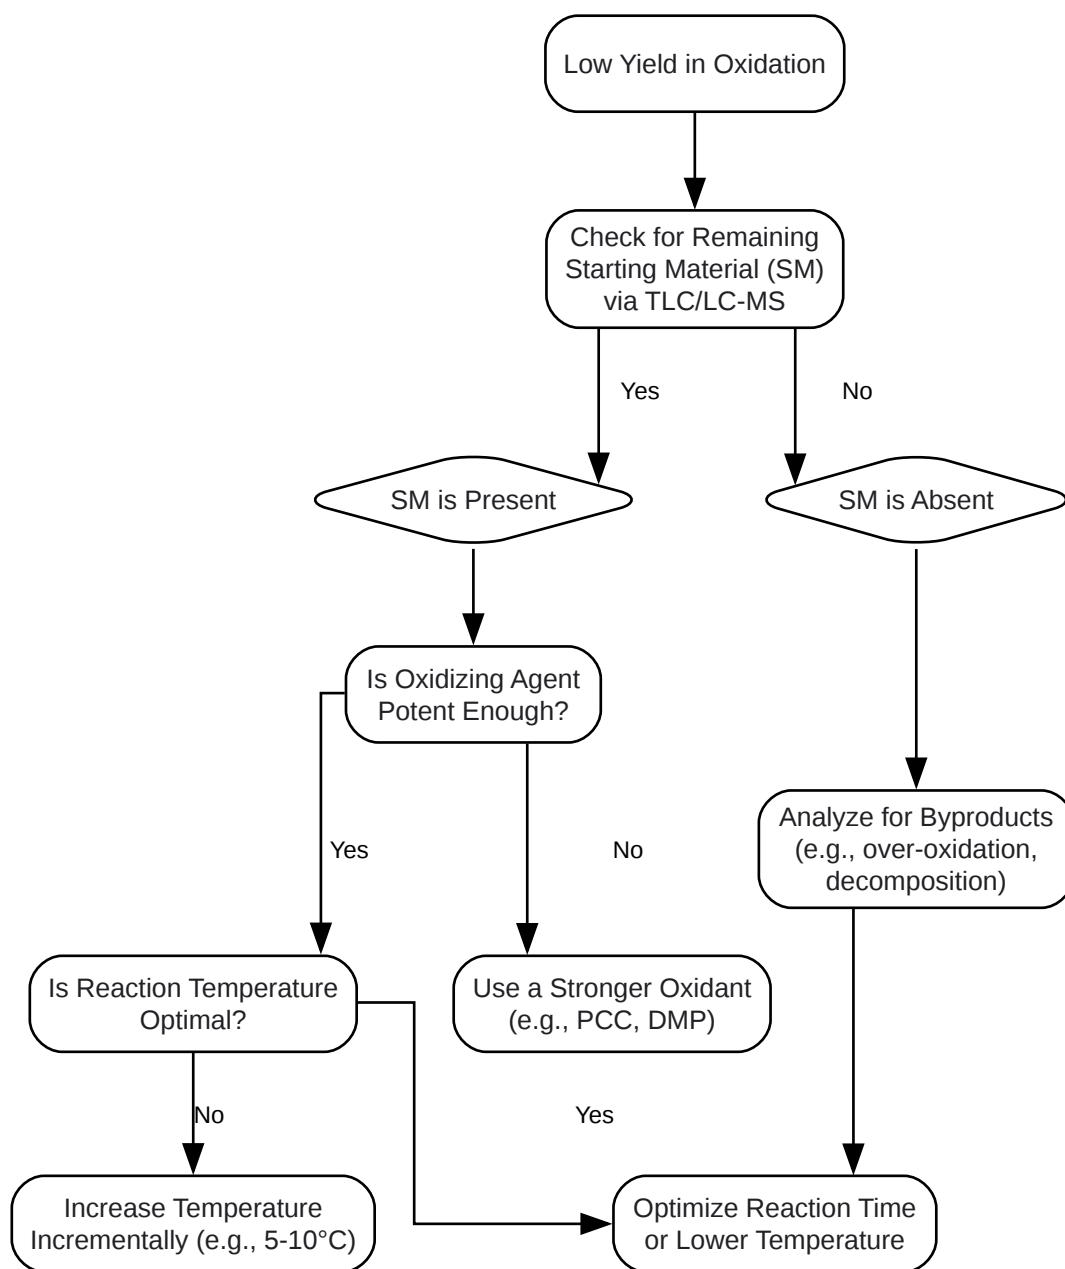 Low Yield in Oxidation
Check for Remaining
Starting Material (SM)
via TLC/LC-MS
Yes
No
SM is Present
SM is Absent
Is Oxidizing Agent
Potent Enough?
Analyze for Byproducts
(e.g., over-oxidation,
decomposition)
Yes
No
Is Reaction Temperature
Optimal?
Use a Stronger Oxidant
(e.g., PCC, DMP)
No
Yes
Increase Temperature
Incrementally (e.g., 5-10°C)
Optimize Reaction Time
or Lower Temperature